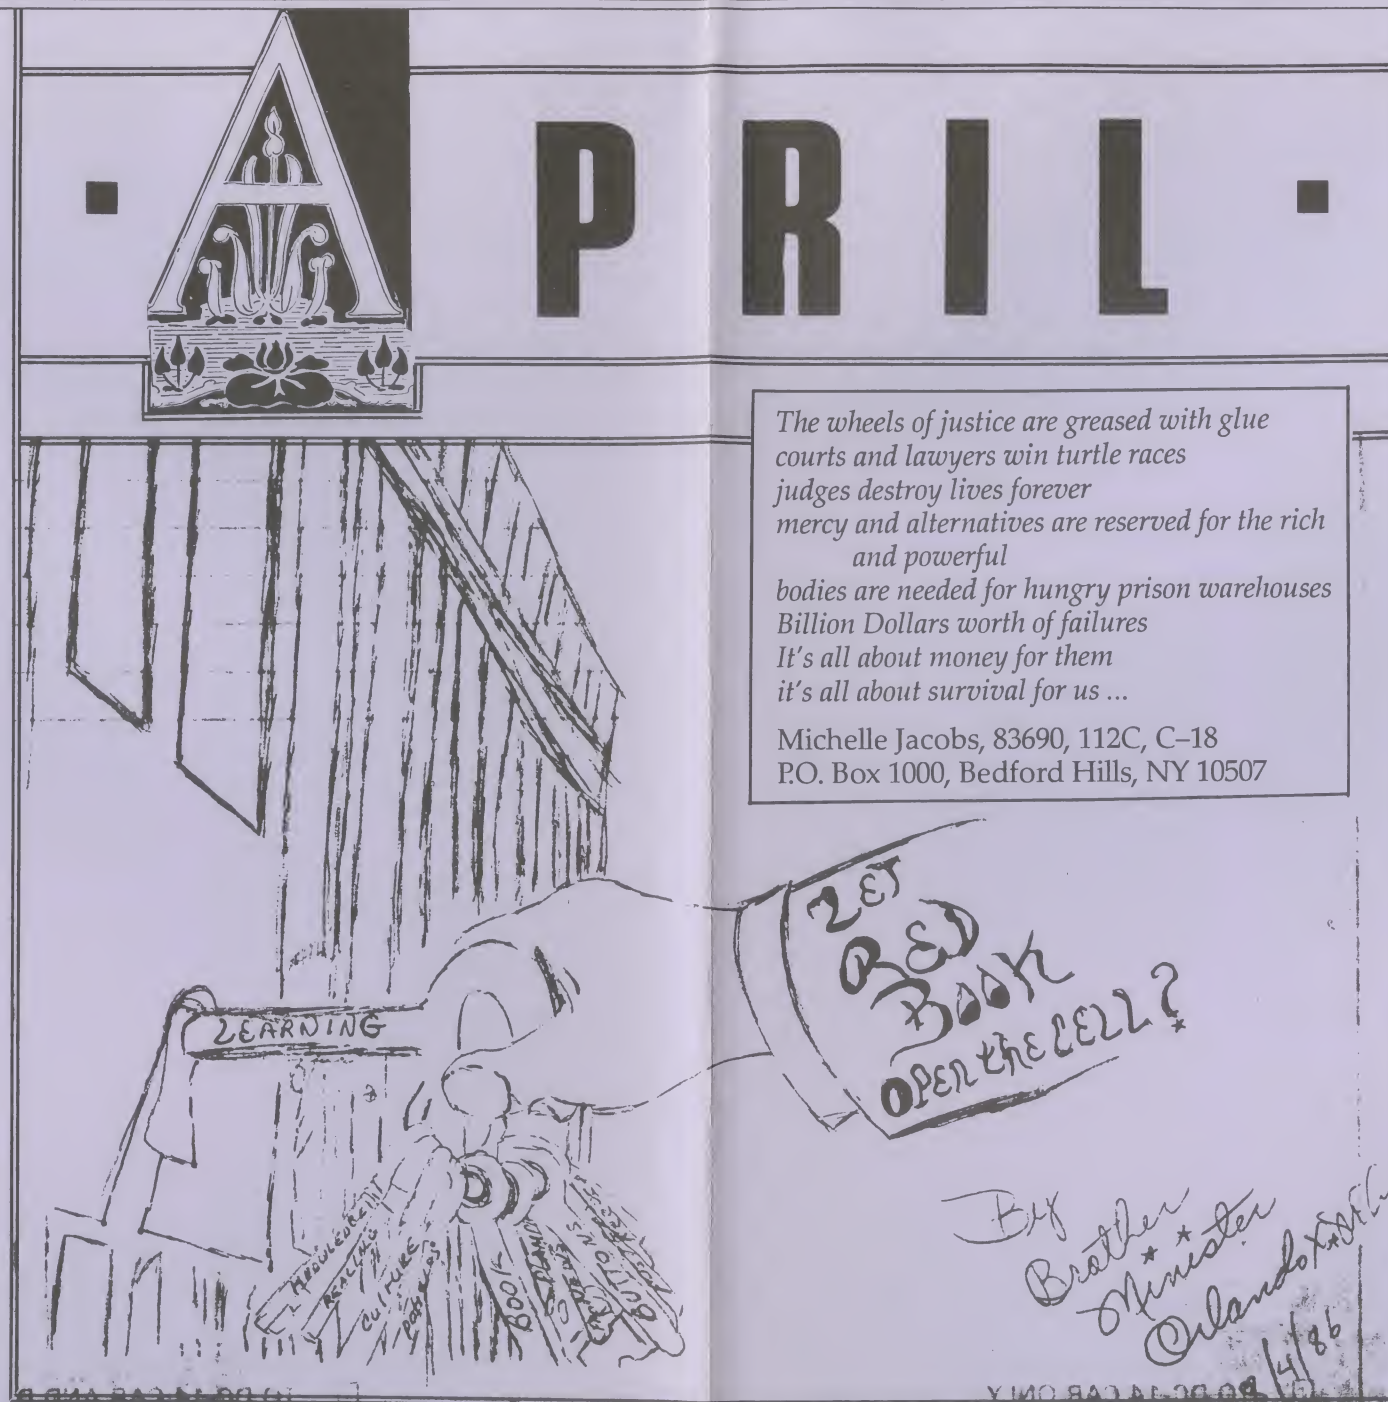 · APRIL ·
The wheels of justice are greased with glue
courts and lawyers win turtle races
judges destroy lives forever
mercy and alternatives are reserved for the rich
and powerful
bodies are needed for hungry prison warehouses
Billion Dollars worth of failures
It's all about money for them
it's all about survival for us ...
Michelle Jacobs, 83690, 112C, C–18
P.O. Box 1000, Bedford Hills, NY 10507
LET
RED
BOOK
OPEN THE CELL?
LEARNING
READING
CULTURE
BOOK
By
Brother
Minister
Orlando
/4/86